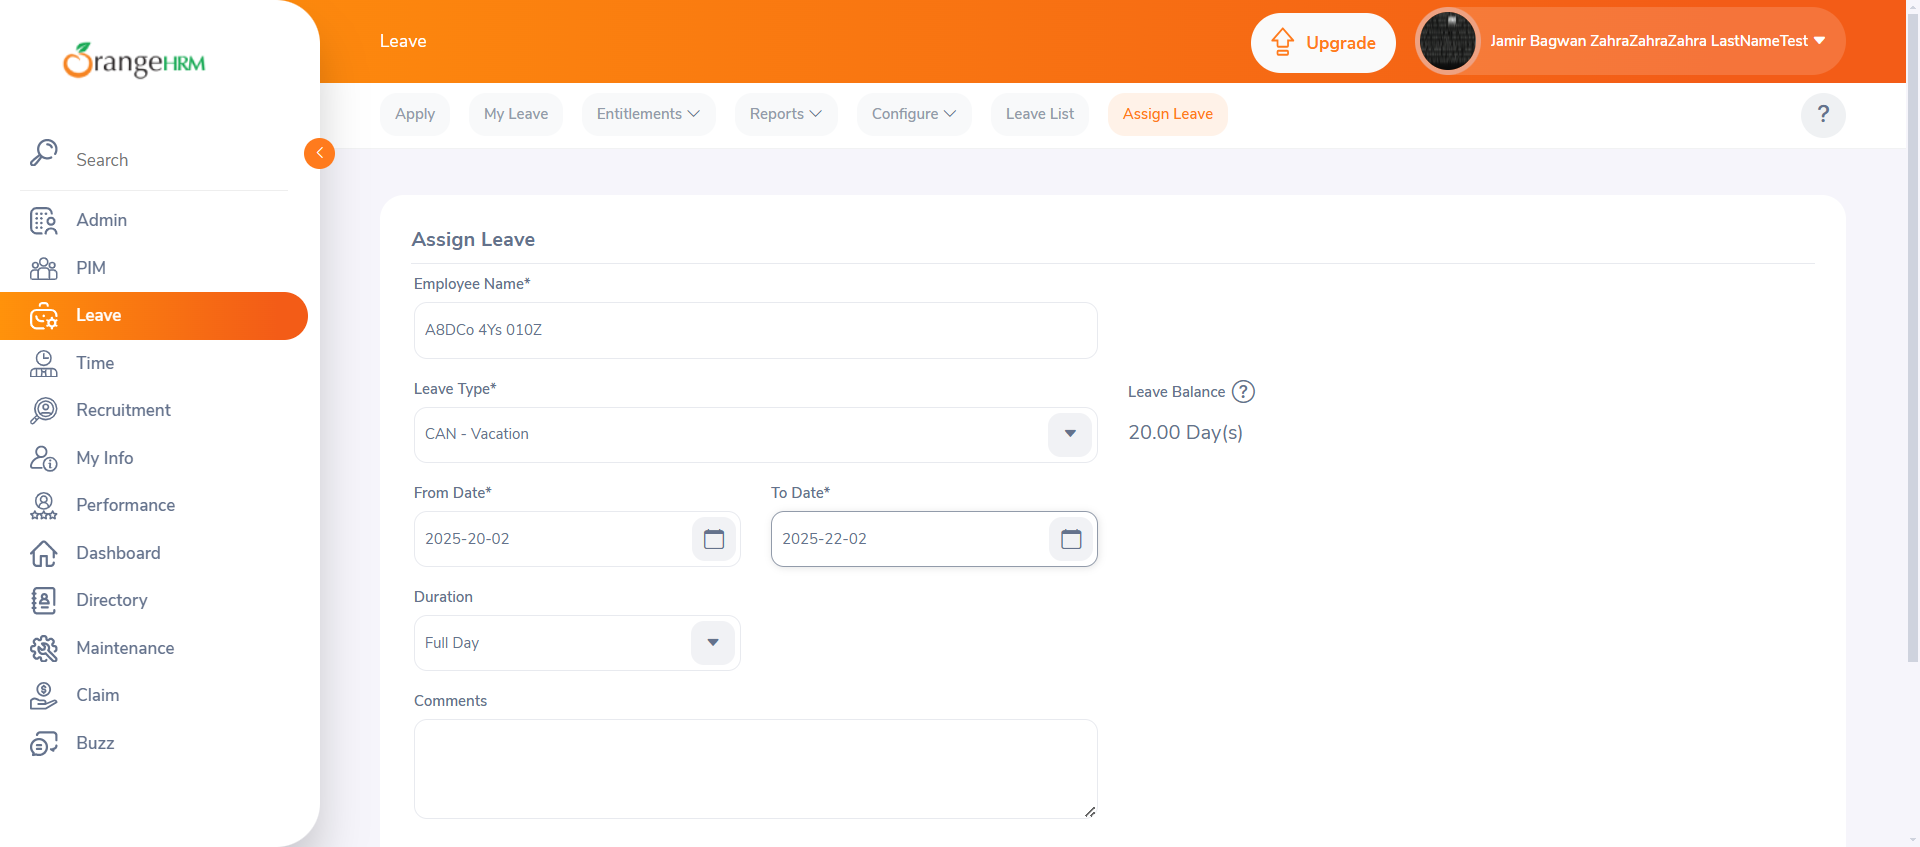 OrangeHRM
Leave
Upgrade
Jamir Bagwan ZahraZahraZahra LastNameTest
Apply
My Leave
Entitlements
Reports
Configure
Leave List
Assign Leave
?
Search
Admin
PIM
Leave
Time
Recruitment
My Info
Performance
Dashboard
Directory
Maintenance
Claim
Buzz
Assign Leave
Employee Name*
A8DCo 4Ys 010Z
Leave Type*
CAN - Vacation
Leave Balance ?
20.00 Day(s)
From Date*
2025-20-02
To Date*
2025-22-02
Duration
Full Day
Comments